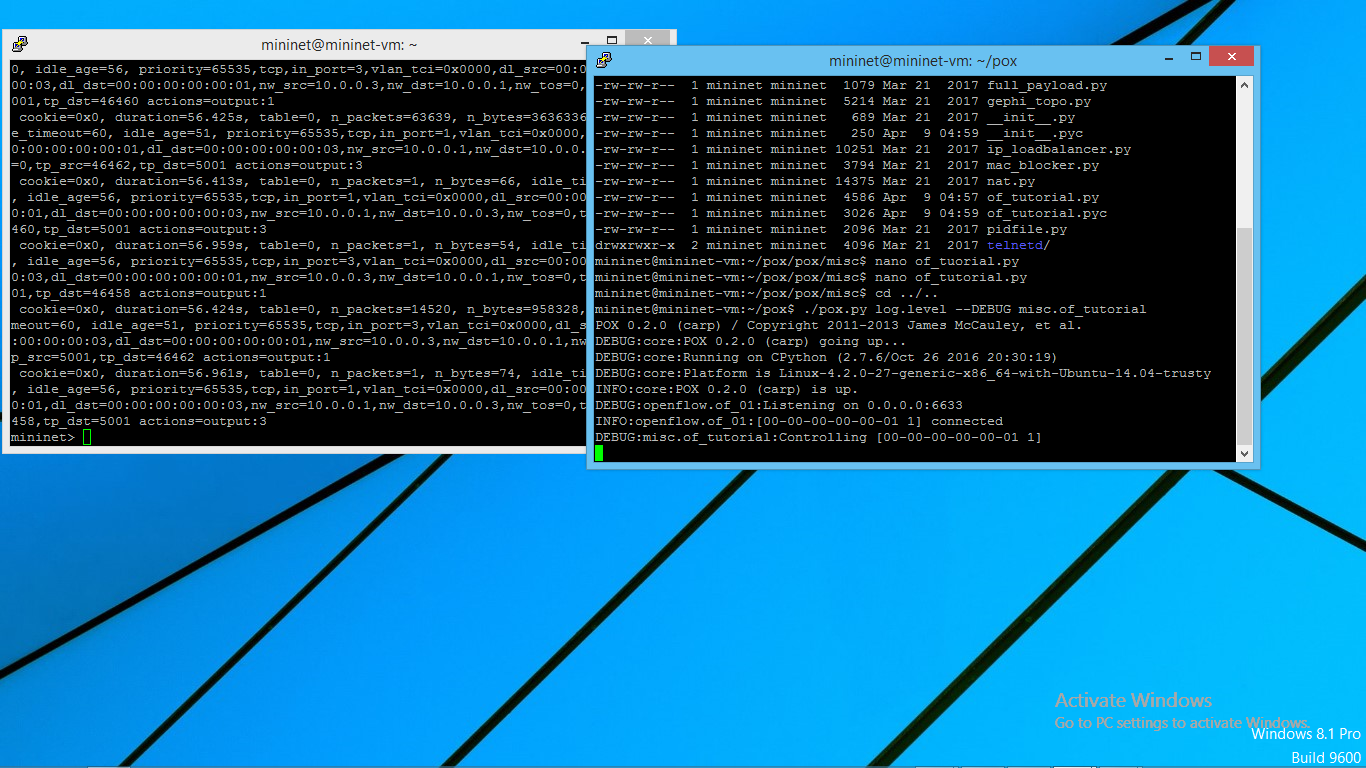 mininet@mininet-vm: ~
0, idle_age=56, priority=65535,tcp,in_port=3,vlan_tci=0x0000,dl_src=00:0
00:03,dl_dst=00:00:00:00:00:01,nw_src=10.0.0.3,nw_dst=10.0.0.1,nw_tos=0,
001,tp_dst=46460 actions=output:1
cookie=0x0, duration=56.425s, table=0, n_packets=63639, n_bytes=3636336
e_timeout=60, idle_age=51, priority=65535,tcp,in_port=1,vlan_tci=0x0000,
0:00:00:00:00:01,dl_dst=00:00:00:00:00:03,nw_src=10.0.0.1,nw_dst=10.0.0.
=0,tp_src=46462,tp_dst=5001 actions=output:3
cookie=0x0, duration=56.413s, table=0, n_packets=1, n_bytes=66, idle_ti
, idle_age=56, priority=65535,tcp,in_port=1,vlan_tci=0x0000,dl_src=00:00
0:01,dl_dst=00:00:00:00:00:03,nw_src=10.0.0.1,nw_dst=10.0.0.3,nw_tos=0,t
460,tp_dst=5001 actions=output:3
cookie=0x0, duration=56.959s, table=0, n_packets=1, n_bytes=54, idle_ti
, idle_age=56, priority=65535,tcp,in_port=3,vlan_tci=0x0000,dl_src=00:00
:03,dl_dst=00:00:00:00:00:01,nw_src=10.0.0.3,nw_dst=10.0.0.1,nw_tos=0,t
01,tp_dst=46458 actions=output:1
cookie=0x0, duration=56.424s, table=0, n_packets=14520, n_bytes=958328,
meout=60, idle_age=51, priority=65535,tcp,in_port=3,vlan_tci=0x0000,dl_s
:00:00:00:03,dl_dst=00:00:00:00:00:01,nw_src=10.0.0.3,nw_dst=10.0.0.1,nw
p_src=5001,tp_dst=46462 actions=output:1
cookie=0x0, duration=56.961s, table=0, n_packets=1, n_bytes=74, idle_ti
, idle_age=56, priority=65535,tcp,in_port=1,vlan_tci=0x0000,dl_src=00:00
0:01,dl_dst=00:00:00:00:00:03,nw_src=10.0.0.1,nw_dst=10.0.0.3,nw_tos=0,t
458,tp_dst=5001 actions=output:3
mininet>
mininet@mininet-vm: ~/pox
-rw-rw-r-- 1 mininet mininet 1079 Mar 21 2017 full_payload.py
-rw-rw-r-- 1 mininet mininet 5214 Mar 21 2017 gephi_topo.py
-rw-rw-r-- 1 mininet mininet 689 Mar 21 2017 __init__.py
-rw-rw-r-- 1 mininet mininet 250 Apr 9 04:59 __init__.pyc
-rw-rw-r-- 1 mininet mininet 10251 Mar 21 2017 ip_loadbalancer.py
-rw-rw-r-- 1 mininet mininet 3794 Mar 21 2017 mac_blocker.py
-rw-rw-r-- 1 mininet mininet 14375 Mar 21 2017 nat.py
-rw-rw-r-- 1 mininet mininet 4586 Apr 9 04:57 of_tutorial.py
-rw-rw-r-- 1 mininet mininet 3026 Apr 9 04:59 of_tutorial.pyc
-rw-rw-r-- 1 mininet mininet 2096 Mar 21 2017 pidfile.py
drwxrwxr-x 2 mininet mininet 4096 Mar 21 2017 telnetd/
mininet@mininet-vm:~/pox/pox/misc$ nano of_tuorial.py
mininet@mininet-vm:~/pox/pox/misc$ nano of_tutorial.py
mininet@mininet-vm:~/pox/pox/misc$ cd ../..
mininet@mininet-vm:~/pox$ ./pox.py log.level --DEBUG misc.of_tutorial
POX 0.2.0 (carp) / Copyright 2011-2013 James McCauley, et al.
DEBUG:core:POX 0.2.0 (carp) going up...
DEBUG:core:Running on CPython (2.7.6/Oct 26 2016 20:30:19)
DEBUG:core:Platform is Linux-4.2.0-27-generic-x86_64-with-Ubuntu-14.04-trusty
INFO:core:POX 0.2.0 (carp) is up.
DEBUG:openflow.of_01:Listening on 0.0.0.0:6633
INFO:openflow.of_01:[00-00-00-00-00-01 1] connected
DEBUG:misc.of_tutorial:Controlling [00-00-00-00-00-01 1]
Activate Windows
Go to PC settings to activate Windows.
Windows 8.1 Pro
Build 9600